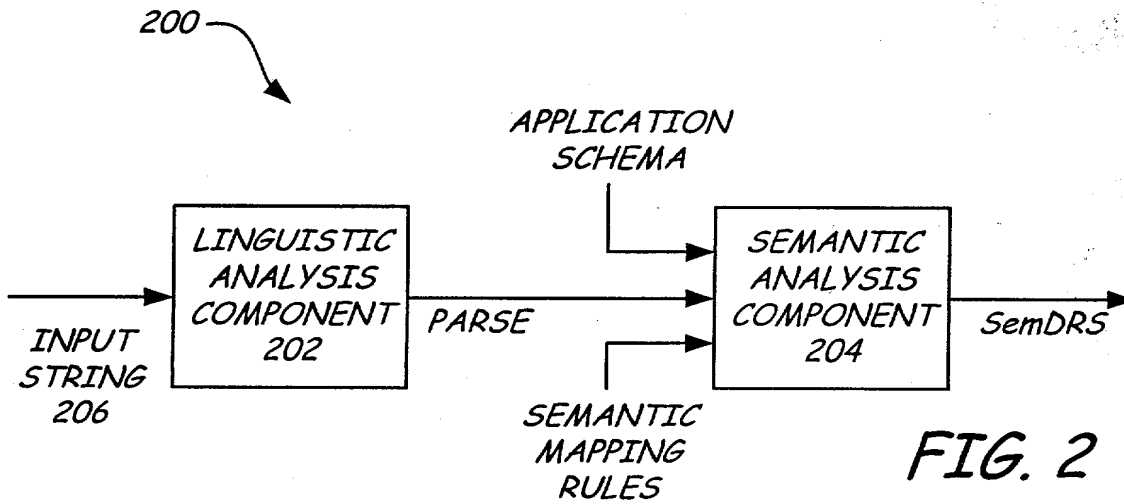 200
APPLICATION
SCHEMA
LINGUISTIC
ANALYSIS
COMPONENT
202
SEMANTIC
ANALYSIS
COMPONENT
204
INPUT
STRING
206
PARSE
SemDRS
SEMANTIC
MAPPING
RULES
FIG. 2